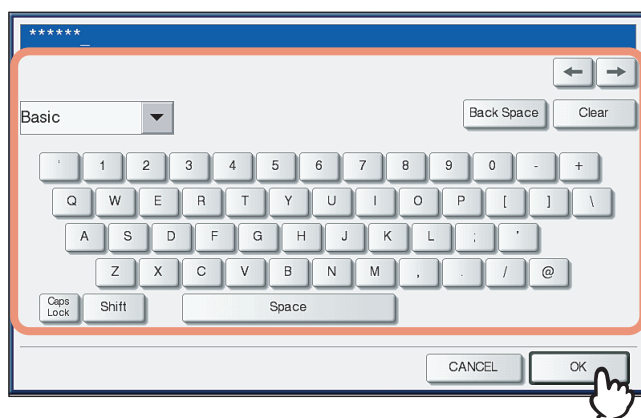 ******_
← →
Basic Back Space Clear
` 1 2 3 4 5 6 7 8 9 0 - +
Q W E R T Y U I O P [ ] \
A S D F G H J K L ; '
Z X C V B N M , . / @
Caps Lock Shift Space
CANCEL OK